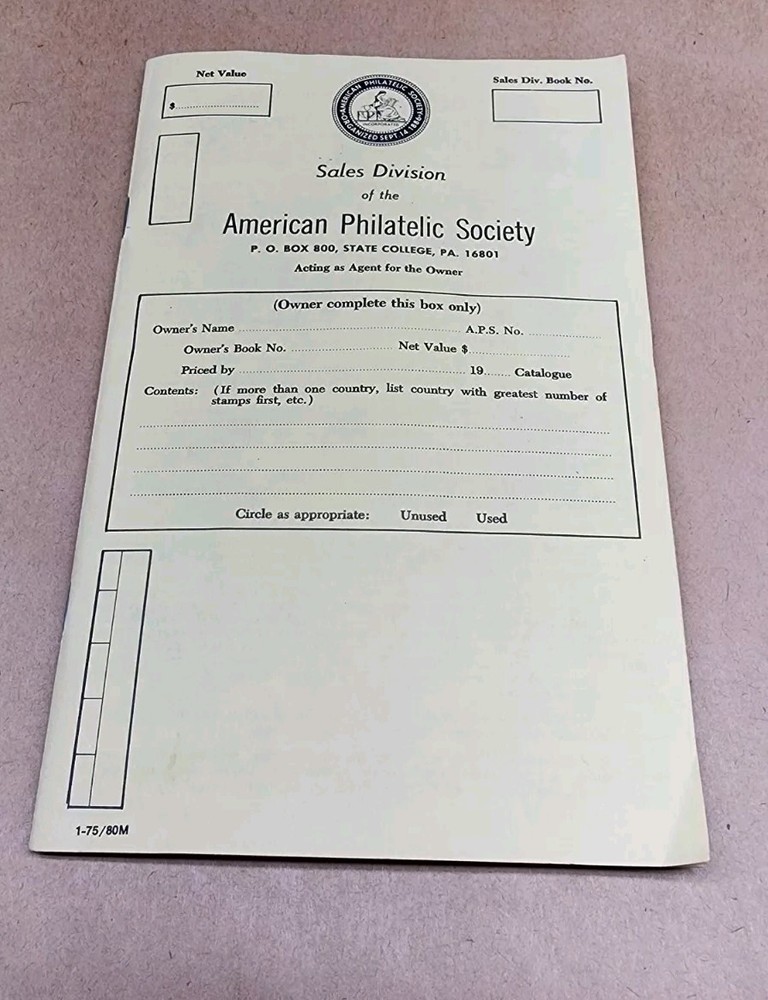 Net Value
$
AMERICAN PHILATELIC SOCIETY
INCORPORATED
ORGANIZED SEPT. 14 1886
Sales Div. Book No.
Sales Division
of the
American Philatelic Society
P. O. BOX 800, STATE COLLEGE, PA. 16801
Acting as Agent for the Owner
(Owner complete this box only)
Owner's Name A.P.S. No.
Owner's Book No. Net Value $
Priced by 19 Catalogue
Contents: (If more than one country, list country with greatest number of
stamps first, etc.)
Circle as appropriate: Unused Used
1-75/80M